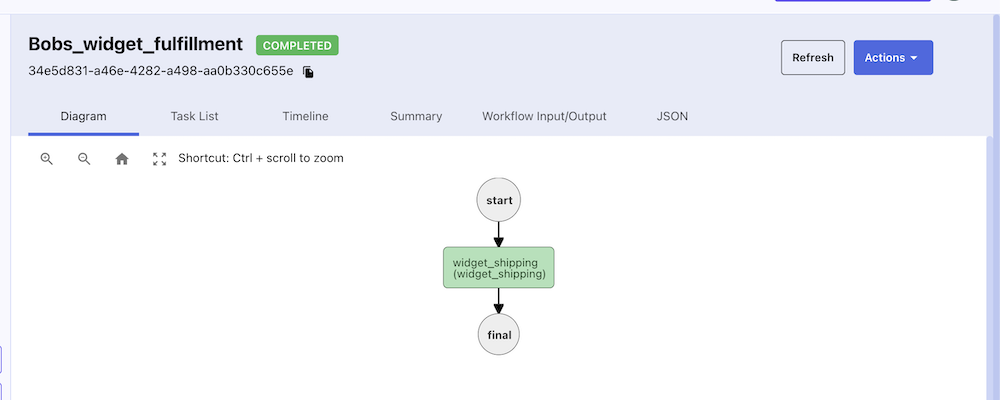 Bobs_widget_fulfillment COMPLETED
34e5d831-a46e-4282-a498-aa0b330c655e
Refresh Actions
Diagram Task List Timeline Summary Workflow Input/Output JSON
Shortcut: Ctrl + scroll to zoom
start
widget_shipping
(widget_shipping)
final